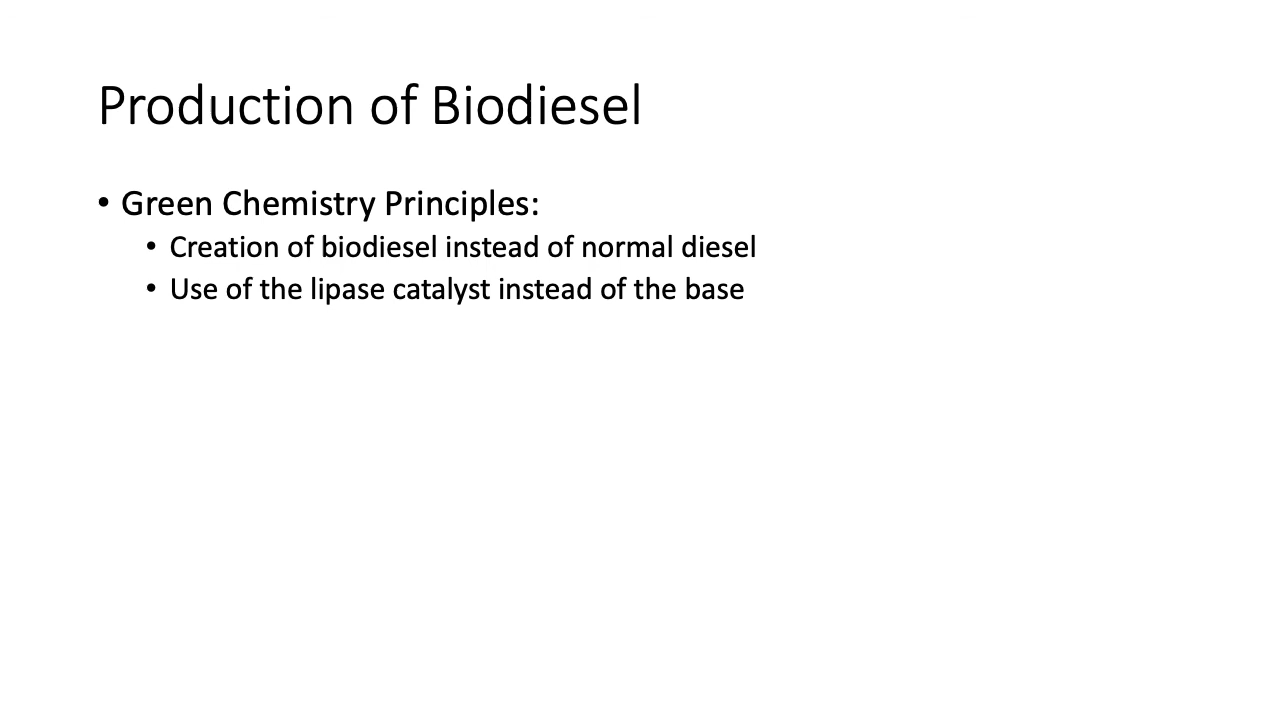 Production of Biodiesel
• Green Chemistry Principles:
• Creation of biodiesel instead of normal diesel
• Use of the lipase catalyst instead of the base